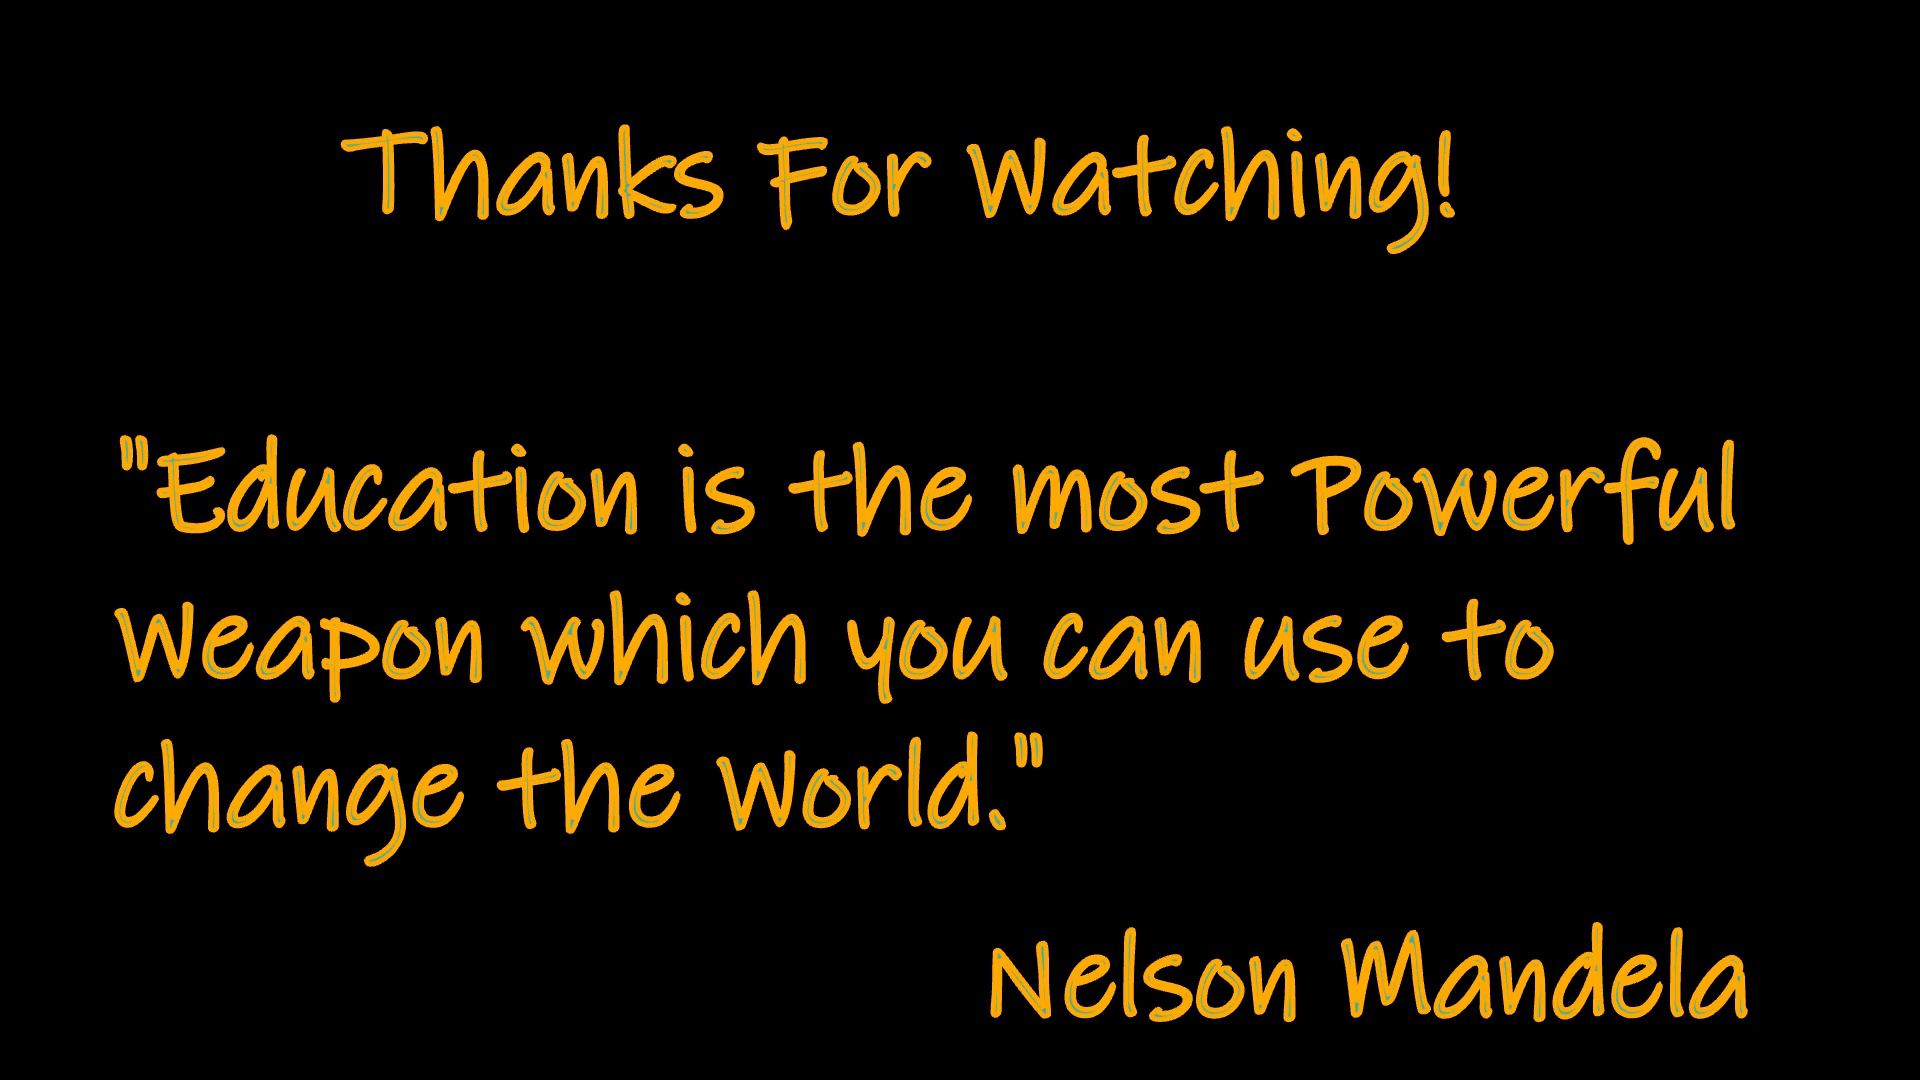 Thanks For Watching!
"Education is the most Powerful
Weapon which you can use to
change the World."
Nelson Mandela